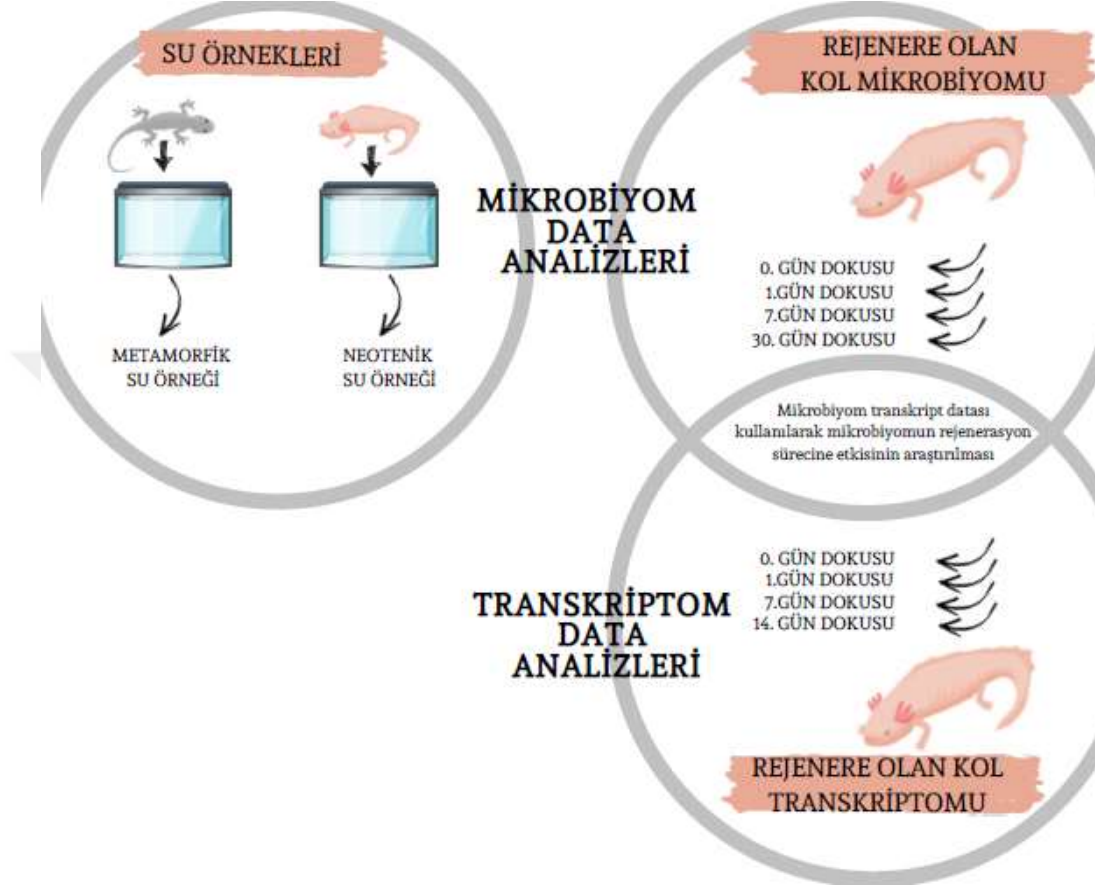 SU ÖRNEKLERİ
METAMORFİK
SU ÖRNEĞİ
NEOTENİK
SU ÖRNEĞİ
MİKROBİYOM
DATA
ANALİZLERİ
REJENERE OLAN
KOL MİKROBİYOMU
0. GÜN DOKUSU
1.GÜN DOKUSU
7.GÜN DOKUSU
30. GÜN DOKUSU
Mikrobiyom transkript datası
kullanılarak mikrobiyomun rejenerasyon
sürecine etkisinin araştırılması
TRANSKRİPTOM
DATA
ANALİZLERİ
0. GÜN DOKUSU
1.GÜN DOKUSU
7.GÜN DOKUSU
14. GÜN DOKUSU
REJENERE OLAN KOL
TRANSKRİPTOMU